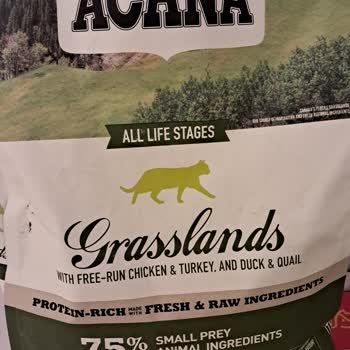 ACANA
ALL LIFE STAGES
Grasslands
WITH FREE-RUN CHICKEN & TURKEY, AND DUCK & QUAIL
PROTEIN-RICH MADE WITH FRESH & RAW INGREDIENTS
75% SMALL PREY
ANIMAL INGREDIENTS